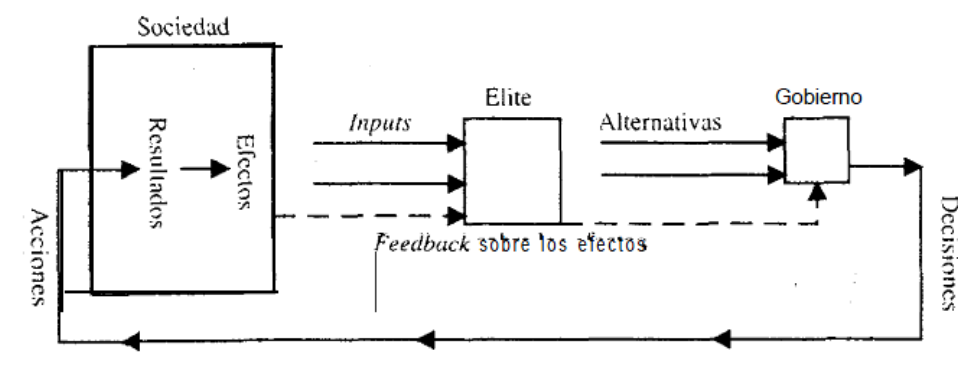 Sociedad
Resultados
Efectos
Inputs
Elite
Alternativas
Gobierno
Feedback sobre los efectos
Acciones
Decisiones